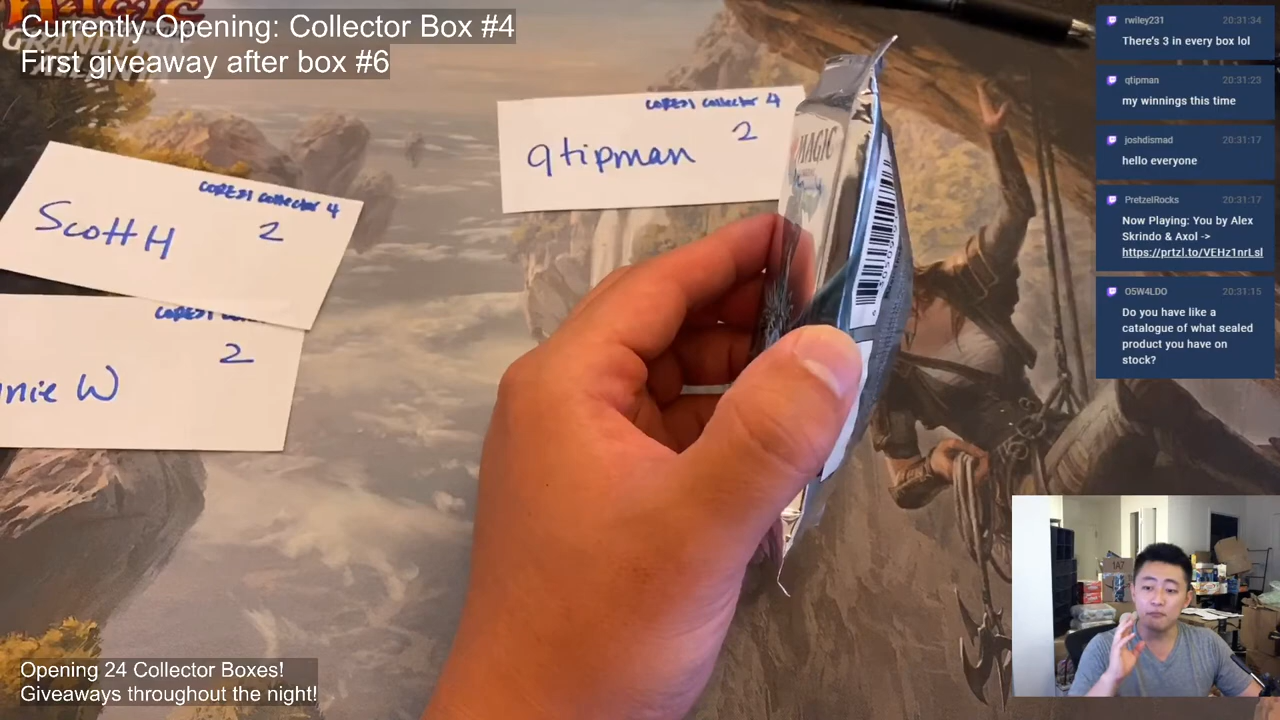 Currently Opening: Collector Box #4
First giveaway after box #6
CORE21 Collector 4
2
qtipman
CORE21 Collector 4
2
Scott H
CORE21
2
nie W
MAGIC
Opening 24 Collector Boxes!
Giveaways throughout the night!
rwiley231 20:31:34
There's 3 in every box lol
qtipman 20:31:23
my winnings this time
joshdismad 20:31:17
hello everyone
PretzelRocks 20:31:17
Now Playing: You by Alex
Skrindo & Axol ->
https://prtzl.to/VEHz1nrLsl
O5W4LDO 20:31:15
Do you have like a
catalogue of what sealed
product you have on
stock?
1A7